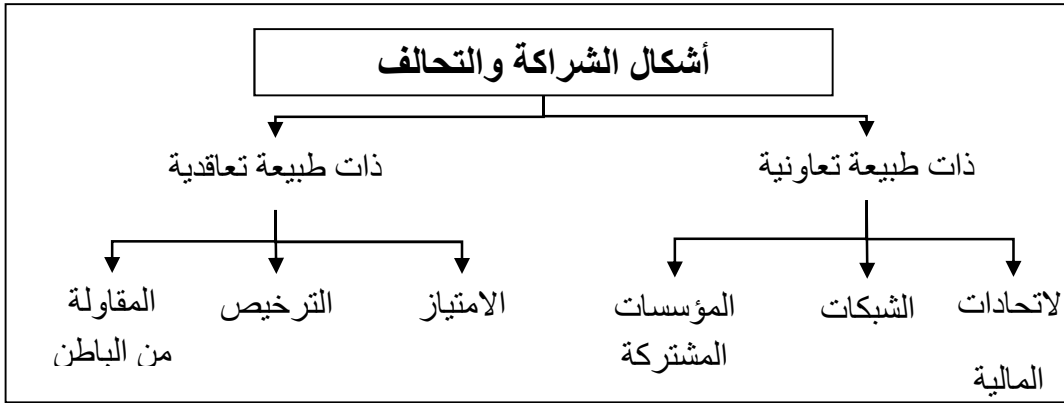 أشكال الشراكة والتحالف
ذات طبيعة تعاونية
ذات طبيعة تعاقدية
لاتحادات
المالية
الشبكات
المؤسسات
المشتركة
الامتياز
الترخيص
المقاولة
من الباطن